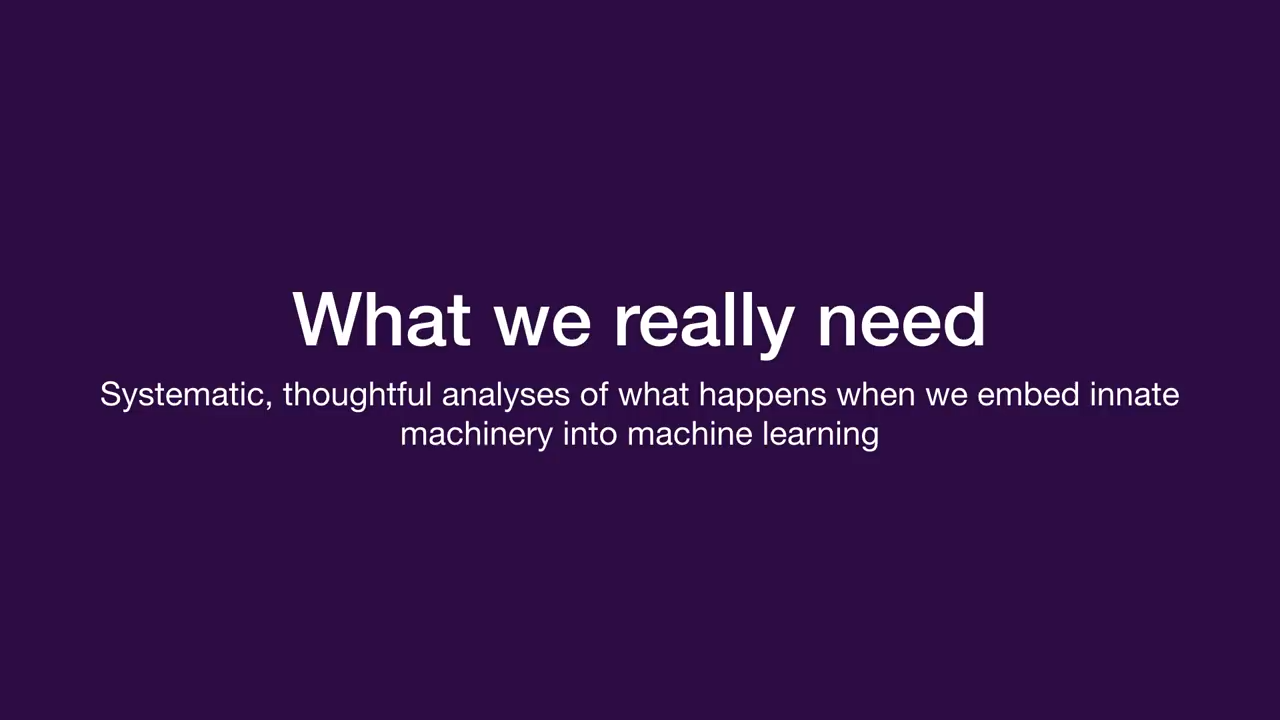 What we really need
Systematic, thoughtful analyses of what happens when we embed innate
machinery into machine learning